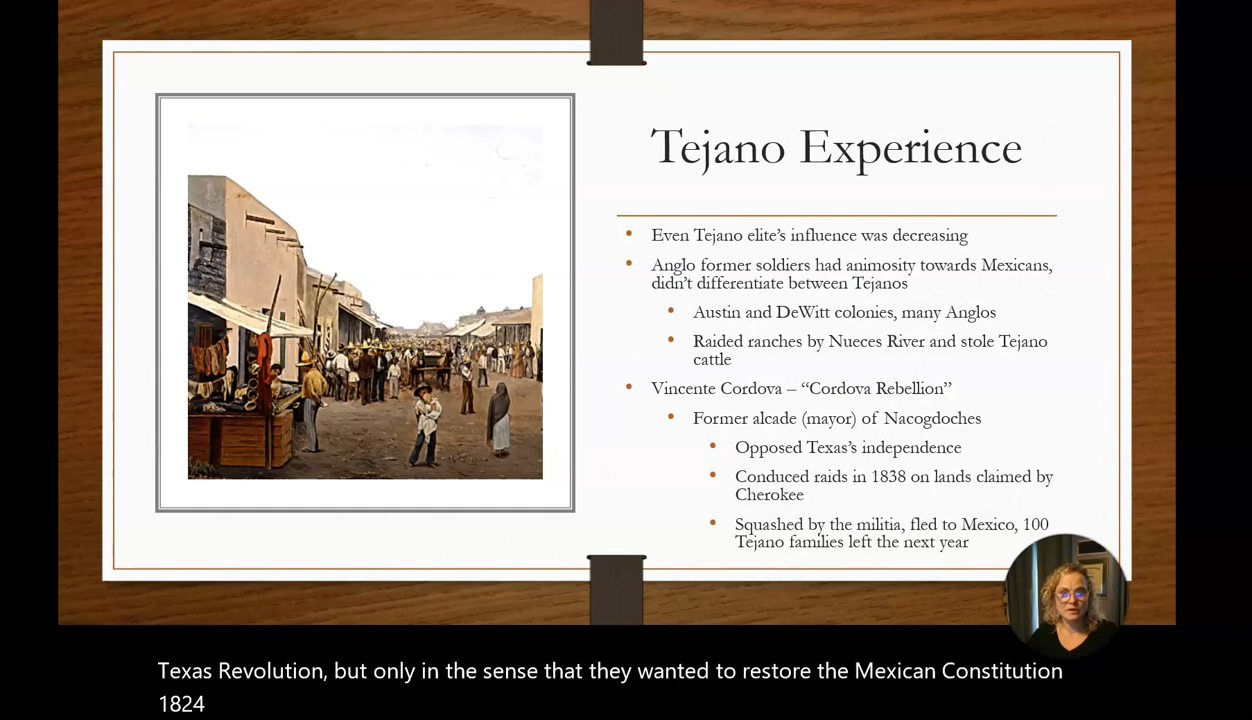 Tejano Experience
• Even Tejano elite’s influence was decreasing
• Anglo former soldiers had animosity towards Mexicans,
didn’t differentiate between Tejanos
• Austin and DeWitt colonies, many Anglos
• Raided ranches by Nueces River and stole Tejano
cattle
• Vincente Cordova – “Cordova Rebellion”
• Former alcade (mayor) of Nacogdoches
• Opposed Texas’s independence
• Conduced raids in 1838 on lands claimed by
Cherokee
• Squashed by the militia, fled to Mexico, 100
Tejano families left the next year
Texas Revolution, but only in the sense that they wanted to restore the Mexican Constitution
1824